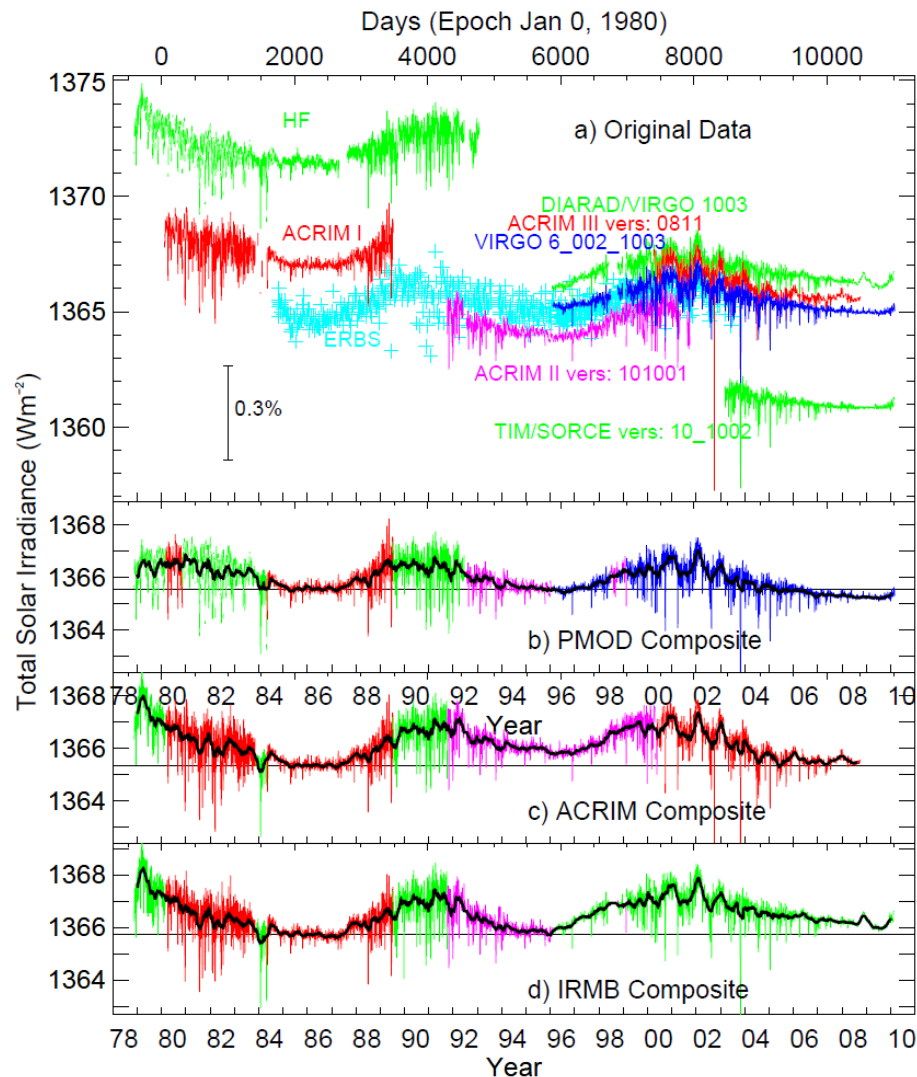 Days (Epoch Jan 0, 1980)
0 2000 4000 6000 8000 10000
1375
1370
1365
1360
HF
a) Original Data
DIARAD/VIRGO 1003
ACRIM III vers: 0811
ACRIM I
VIRGO 6_002_1003
ERBS
ACRIM II vers: 101001
0.3%
TIM/SORCE vers: 10_1002
Total Solar Irradiance (Wm⁻²)
1368
1366
1364
b) PMOD Composite
78 80 82 84 86 88 90 92 94 96 98 00 02 04 06 08 10
Year
1368
1366
1364
c) ACRIM Composite
1368
1366
1364
d) IRMB Composite
78 80 82 84 86 88 90 92 94 96 98 00 02 04 06 08 10
Year